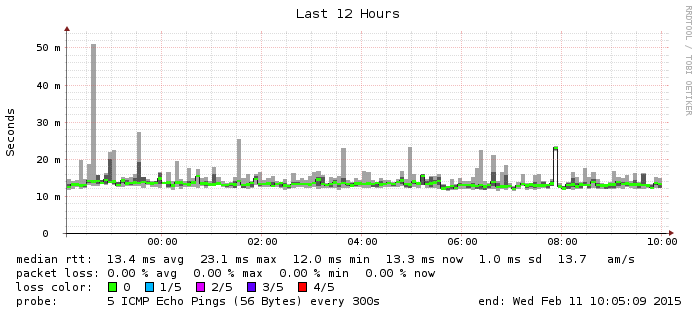 Last 12 Hours
RRDTOOL / TOBI OETIKER
Seconds
50 m
40 m
30 m
20 m
10 m
0
00:00 02:00 04:00 06:00 08:00 10:00
median rtt: 13.4 ms avg 23.1 ms max 12.0 ms min 13.3 ms now 1.0 ms sd 13.7 am/s
packet loss: 0.00 % avg 0.00 % max 0.00 % min 0.00 % now
loss color: 0 1/5 2/5 3/5 4/5
probe: 5 ICMP Echo Pings (56 Bytes) every 300s end: Wed Feb 11 10:05:09 2015